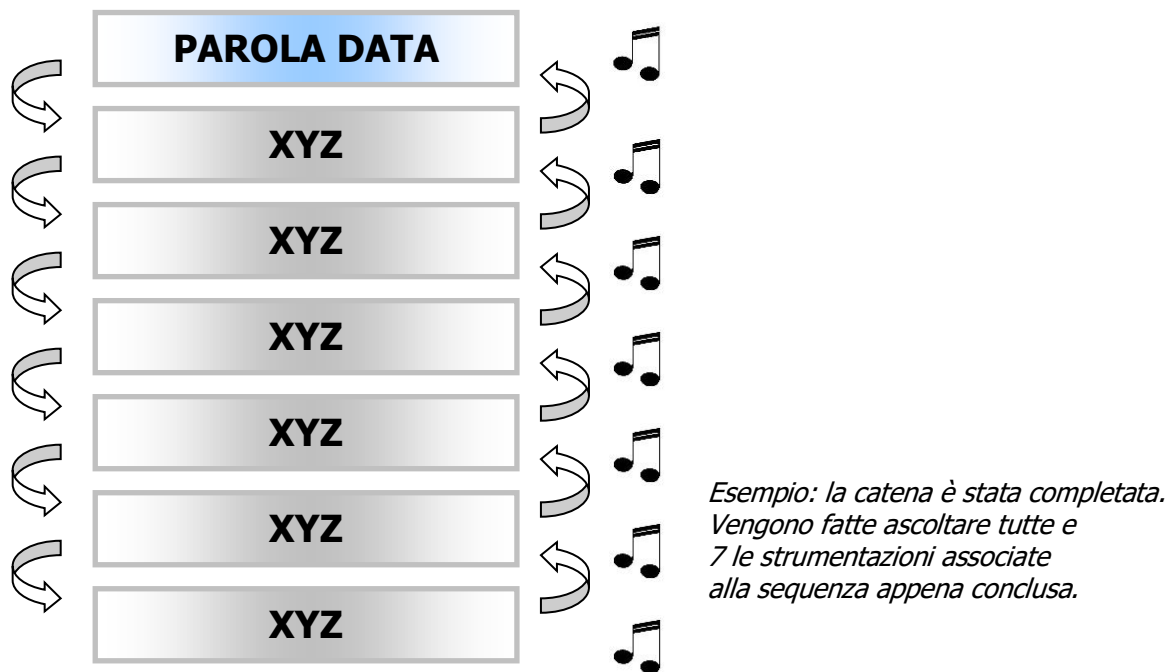 PAROLA DATA
XYZ
XYZ
XYZ
XYZ
XYZ
XYZ
Esempio: la catena è stata completata.
Vengono fatte ascoltare tutte e
7 le strumentazioni associate
alla sequenza appena conclusa.